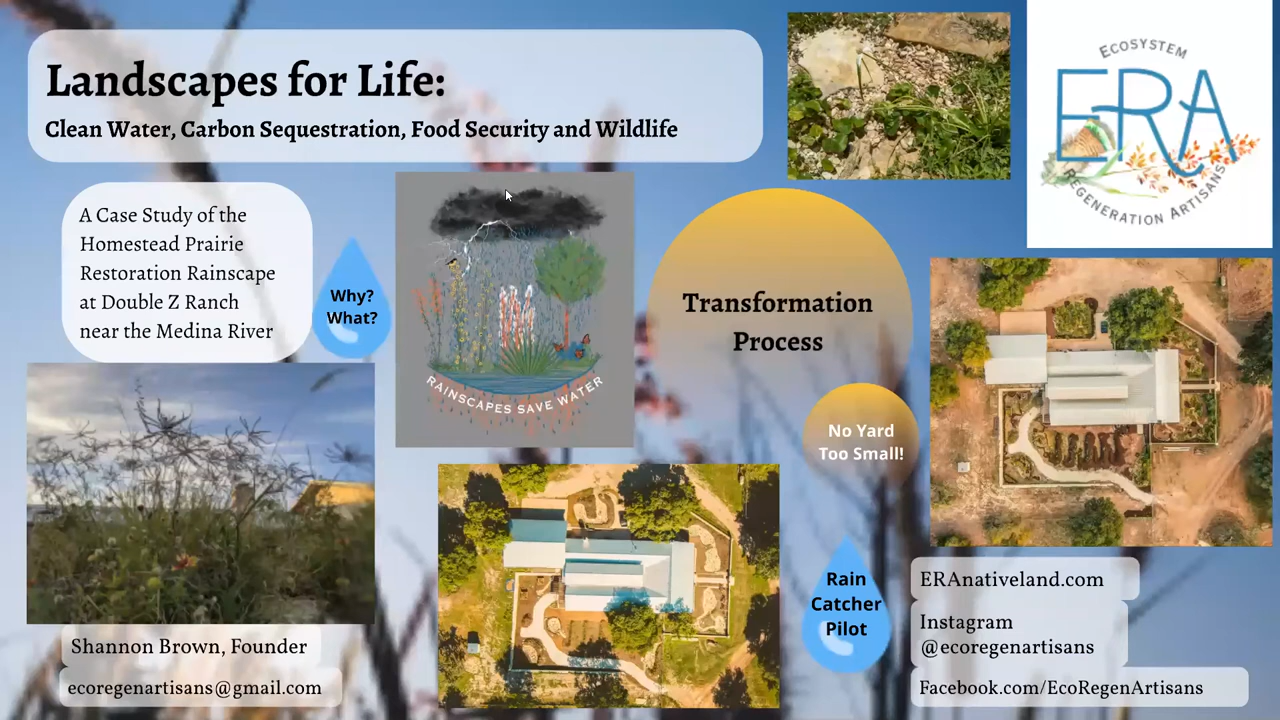 Landscapes for Life:
Clean Water, Carbon Sequestration, Food Security and Wildlife
ECOSYSTEM
ERA
REGENERATION ARTISANS
A Case Study of the
Homestead Prairie
Restoration Rainscape
at Double Z Ranch
near the Medina River
Why?
What?
RAINSCAPES SAVE WATER
Transformation
Process
No Yard
Too Small!
Rain
Catcher
Pilot
Shannon Brown, Founder
ecoregenartisans@gmail.com
ERAnativeland.com
Instagram
@ecoregenartisans
Facebook.com/EcoRegenArtisans